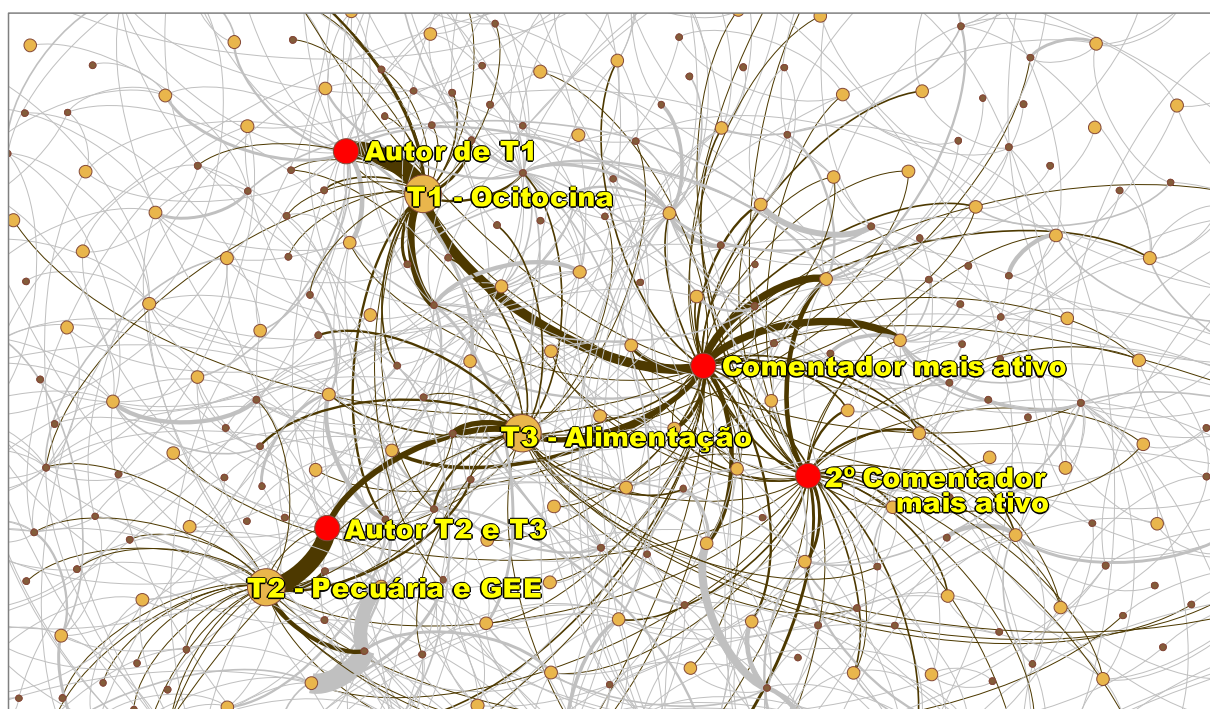 Autor de T1
T1 - Ocitocina
Comentador mais ativo
T3 - Alimentação
2º Comentador
mais ativo
Autor T2 e T3
T2 - Pecuária e GEE